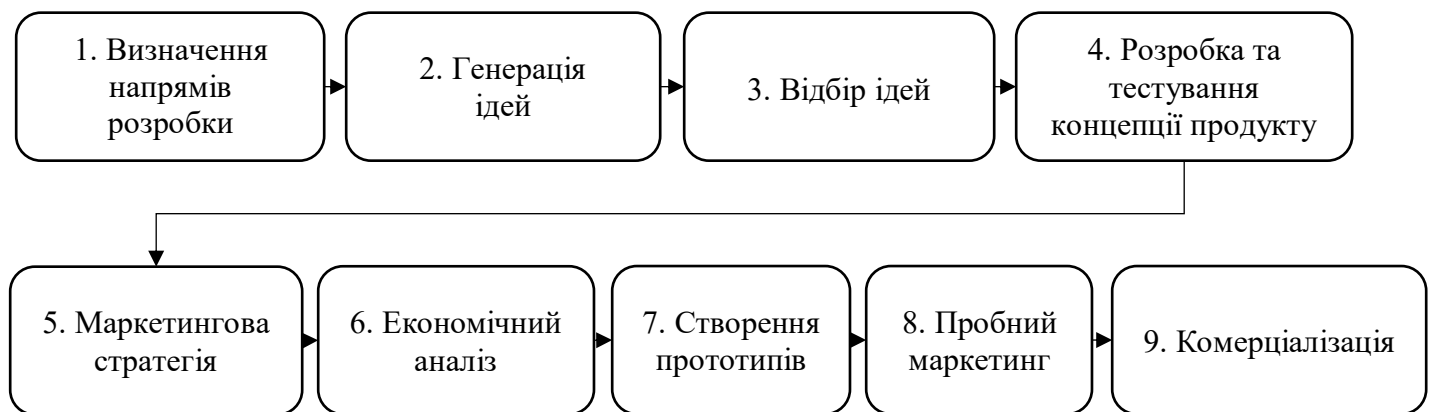 1. Визначення
напрямів
розробки
2. Генерація
ідей
3. Відбір ідей
4. Розробка та
тестування
концепції продукту
5. Маркетингова
стратегія
6. Економічний
аналіз
7. Створення
прототипів
8. Пробний
маркетинг
9. Комерціалізація